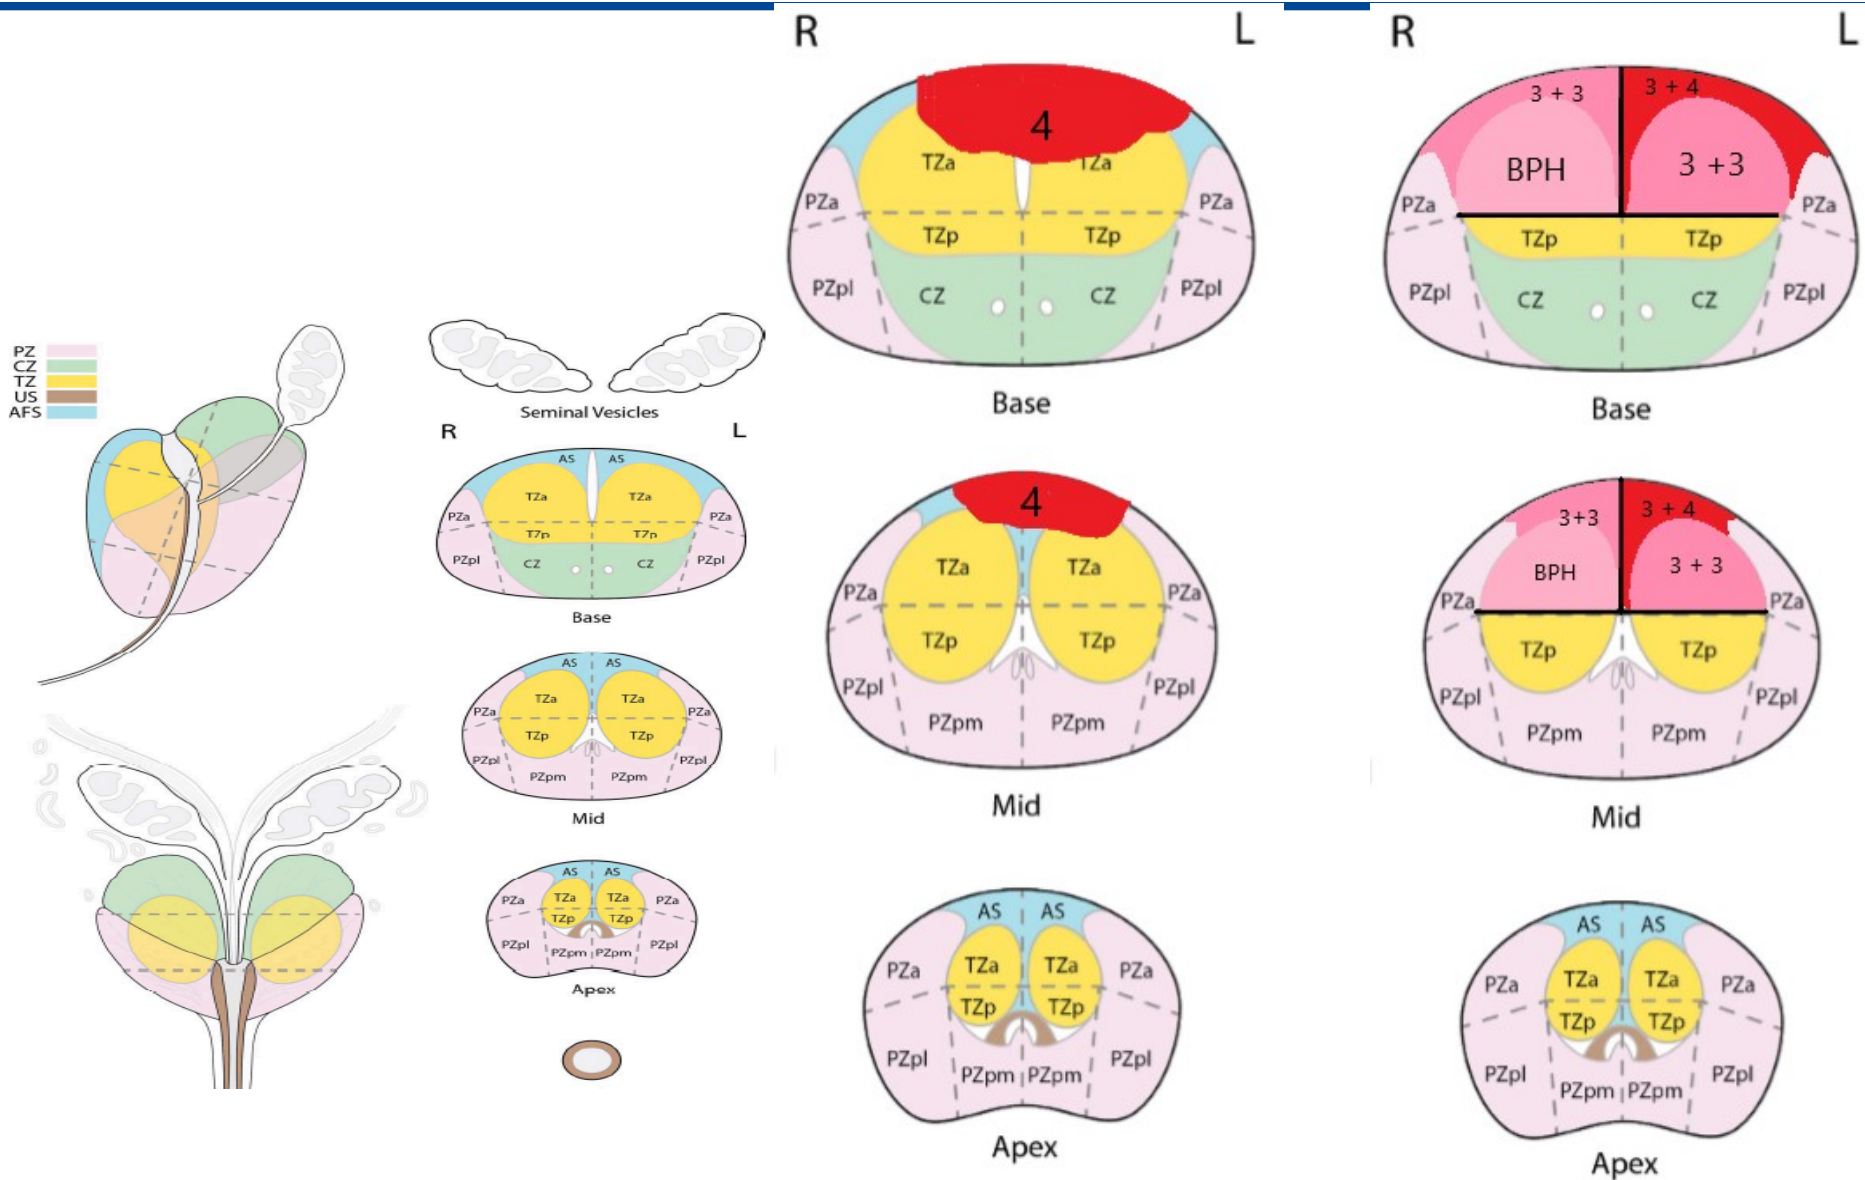 PZ
CZ
TZ
US
AFS
Seminal Vesicles
R L
AS AS
TZa TZa
PZa PZa
TZp TZp
PZpl CZ CZ PZpl
Base
AS AS
TZa TZa
PZa PZa
TZp TZp
PZpl PZpl
PZpm PZpm
Mid
AS AS
PZa TZa TZa PZa
TZp TZp
PZpl PZpl
PZpm PZpm
Apex
R L
4
TZa TZa
PZa PZa
TZp TZp
PZpl CZ CZ PZpl
Base
4
TZa TZa
PZa PZa
TZp TZp
PZpl PZpl
PZpm PZpm
Mid
AS AS
PZa TZa TZa PZa
TZp TZp
PZpl PZpl
PZpm PZpm
Apex
R L
3 + 3 3 + 4
BPH 3 +3
PZa PZa
TZp TZp
PZpl CZ CZ PZpl
Base
3+3 3 + 4
BPH 3 + 3
PZa PZa
TZp TZp
PZpl PZpl
PZpm PZpm
Mid
AS AS
PZa TZa TZa PZa
TZp TZp
PZpl PZpl
PZpm PZpm
Apex